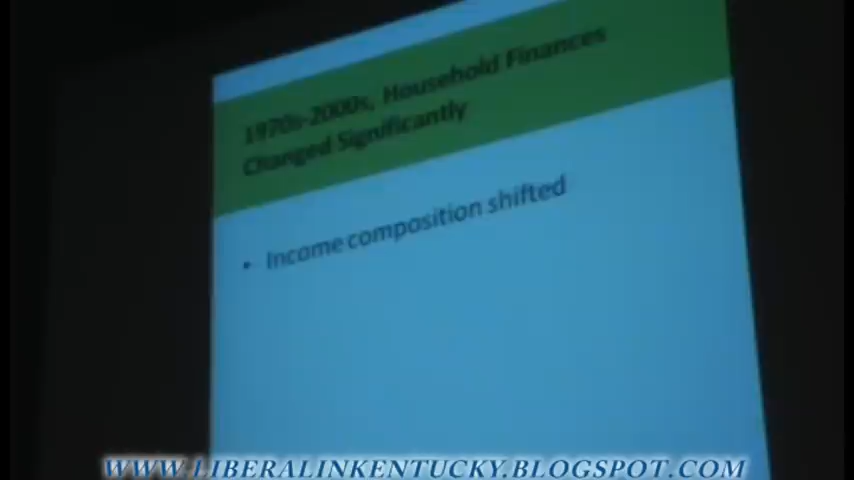 1970s-2000s, Household Finances
Changed Significantly
• Income composition shifted
WWW.LIBERALINKENTUCKY.BLOGSPOT.COM